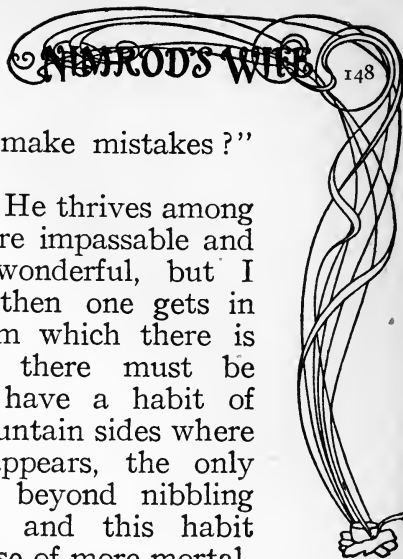 NIMROD'S WIFE 148
make mistakes?"
He thrives among
re impassable and
wonderful, but I
then one gets in
m which there is
there must be
have a habit of
untain sides where
ppears, the only
beyond nibbling
and this habit
se of more mortal